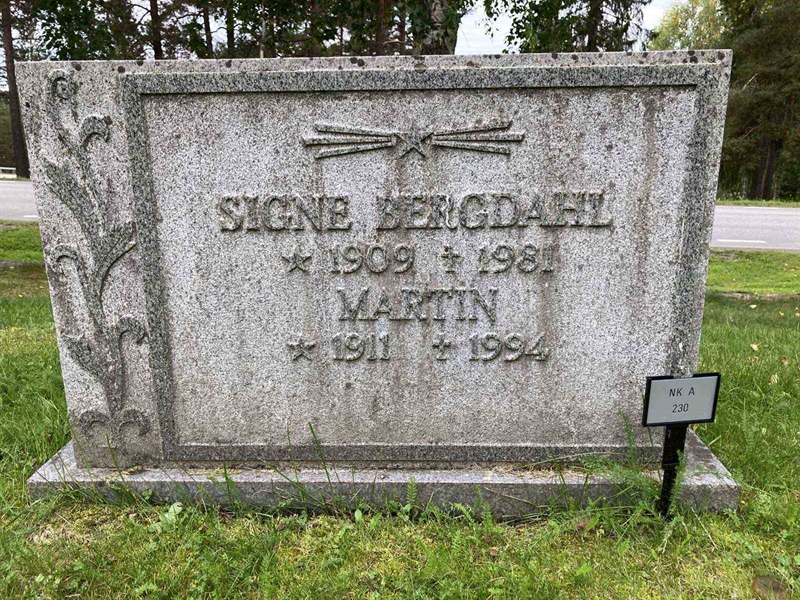 SIGNE BERGDAHL
★ 1909 ✝ 1981
MARTIN
★ 1911 ✝ 1994
NK A
230